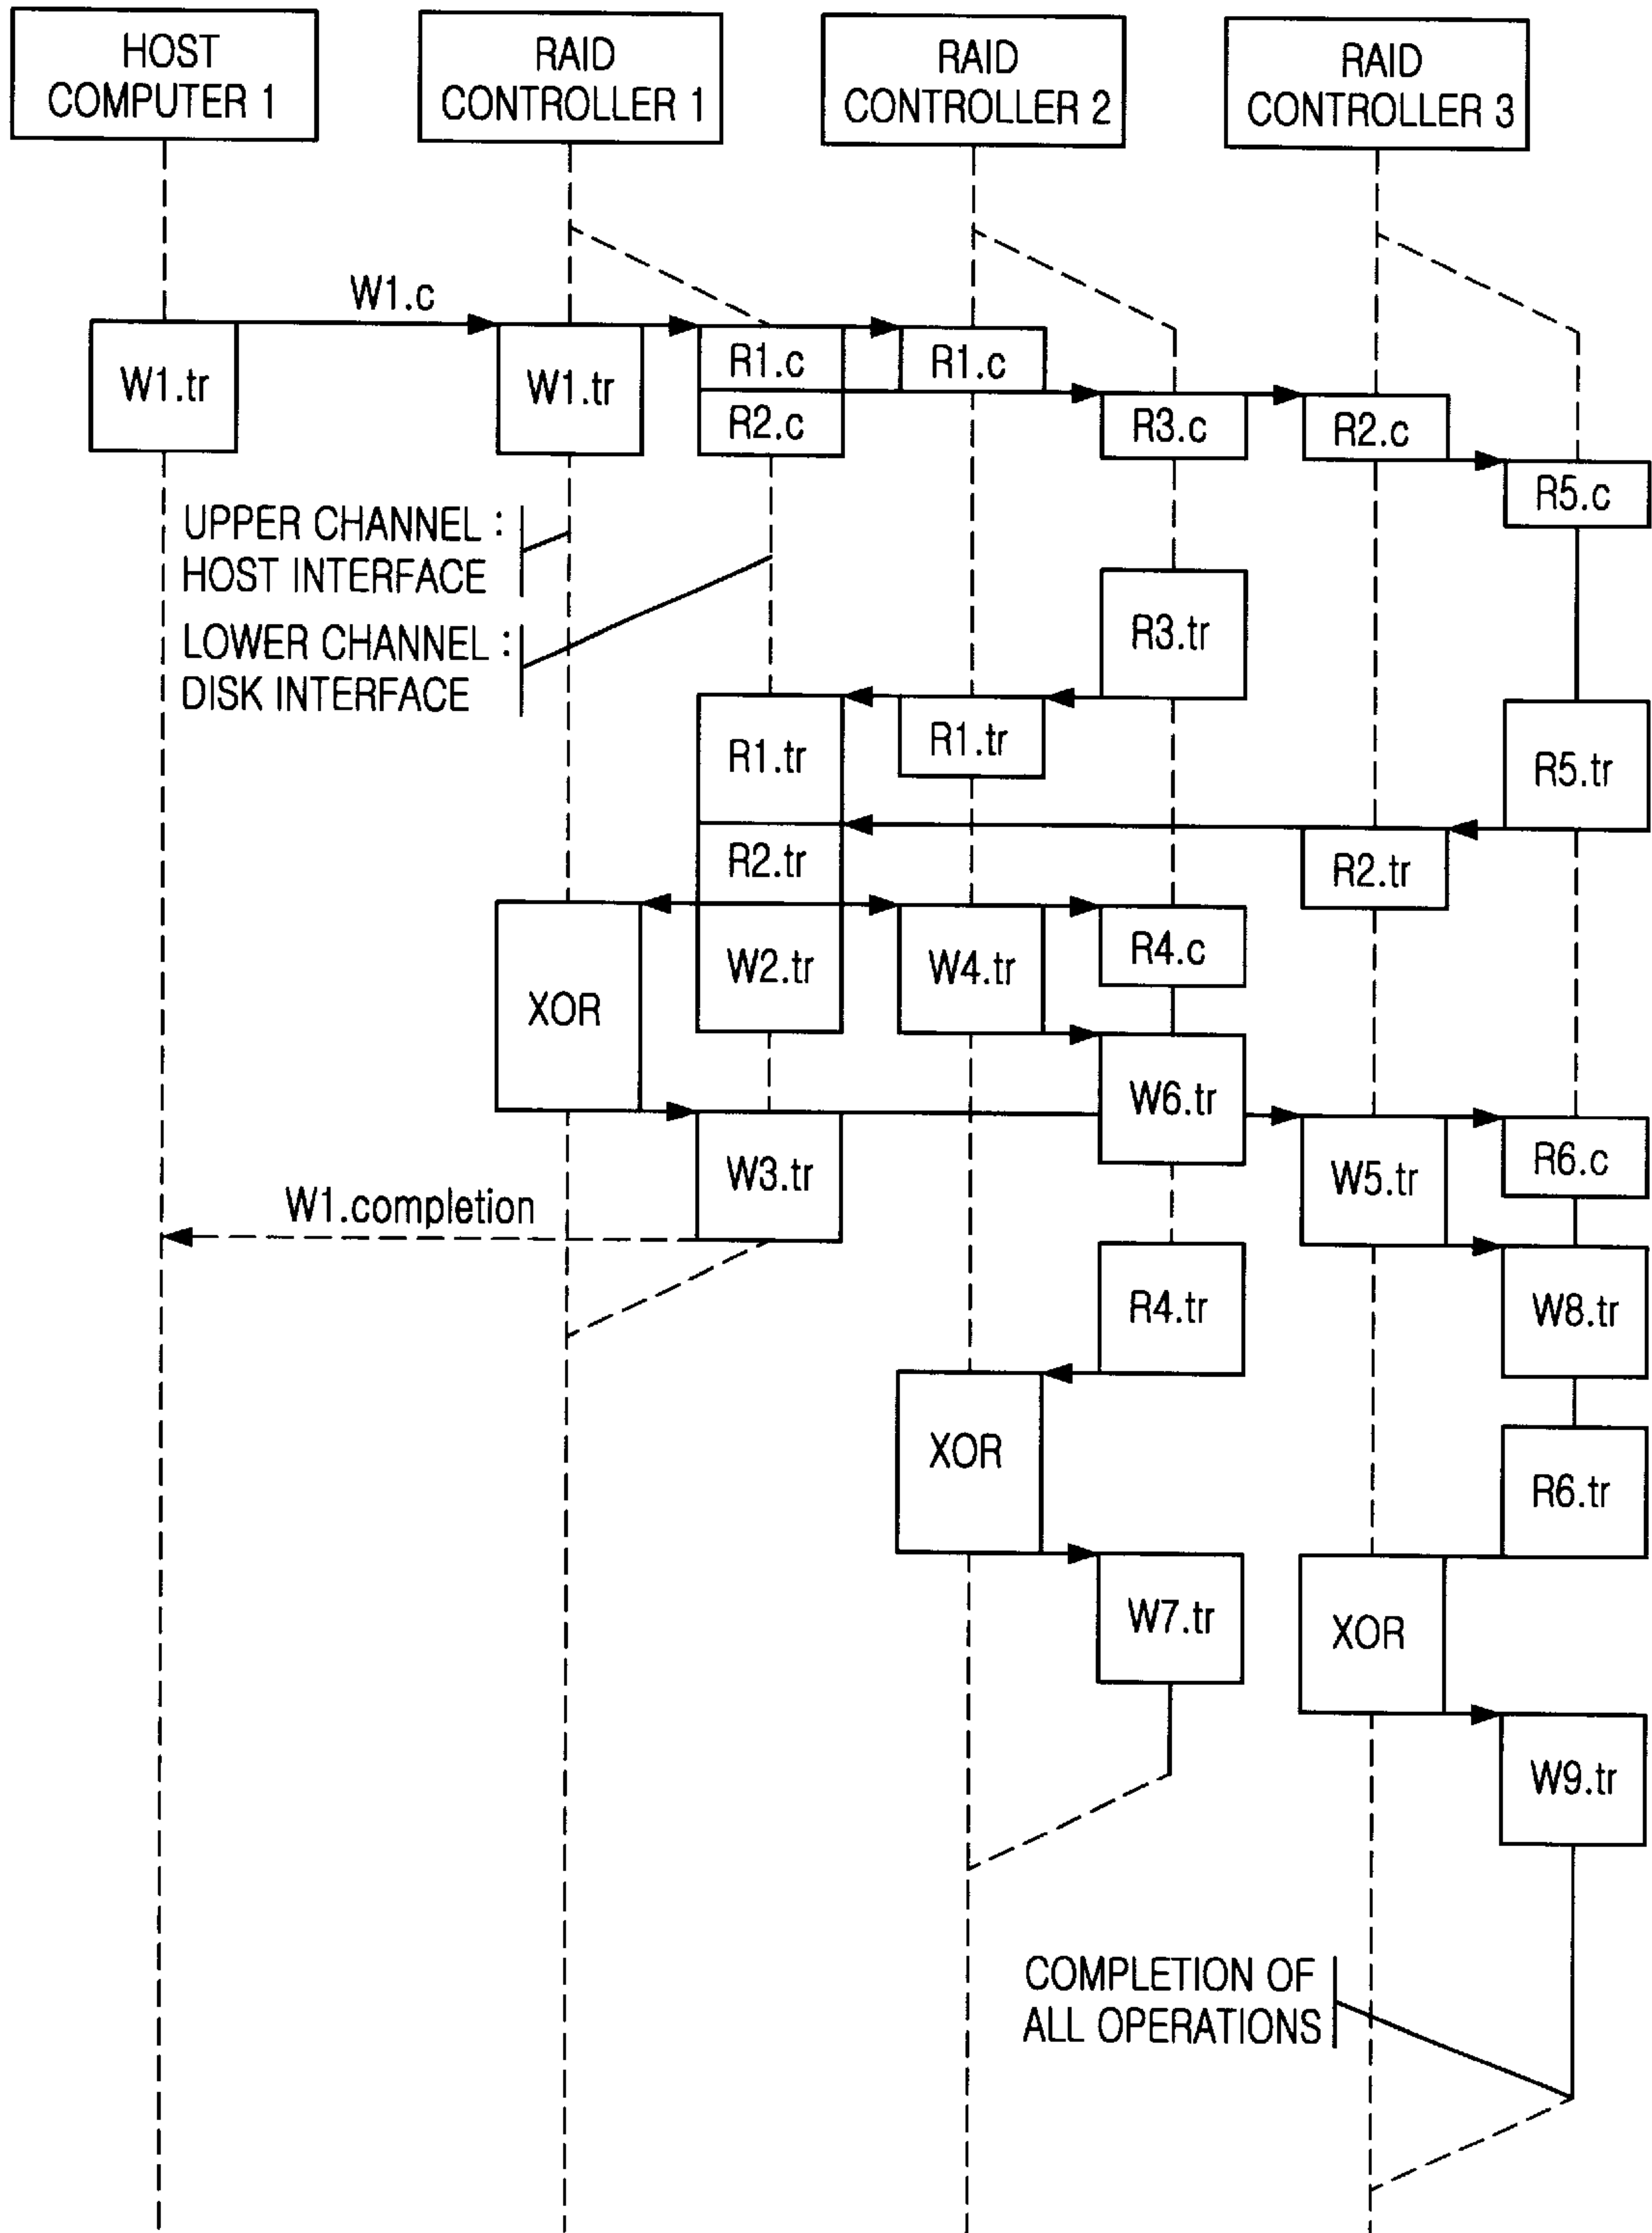 HOST
COMPUTER 1
RAID
CONTROLLER 1
RAID
CONTROLLER 2
RAID
CONTROLLER 3
W1.c
W1.tr
W1.tr
R1.c
R1.c
R2.c
R3.c
R2.c
R5.c
UPPER CHANNEL :
HOST INTERFACE
LOWER CHANNEL :
DISK INTERFACE
R3.tr
R1.tr
R1.tr
R5.tr
R2.tr
R2.tr
XOR
W2.tr
W4.tr
R4.c
W6.tr
W3.tr
W5.tr
R6.c
W1.completion
R4.tr
W8.tr
XOR
R6.tr
W7.tr
XOR
W9.tr
COMPLETION OF
ALL OPERATIONS